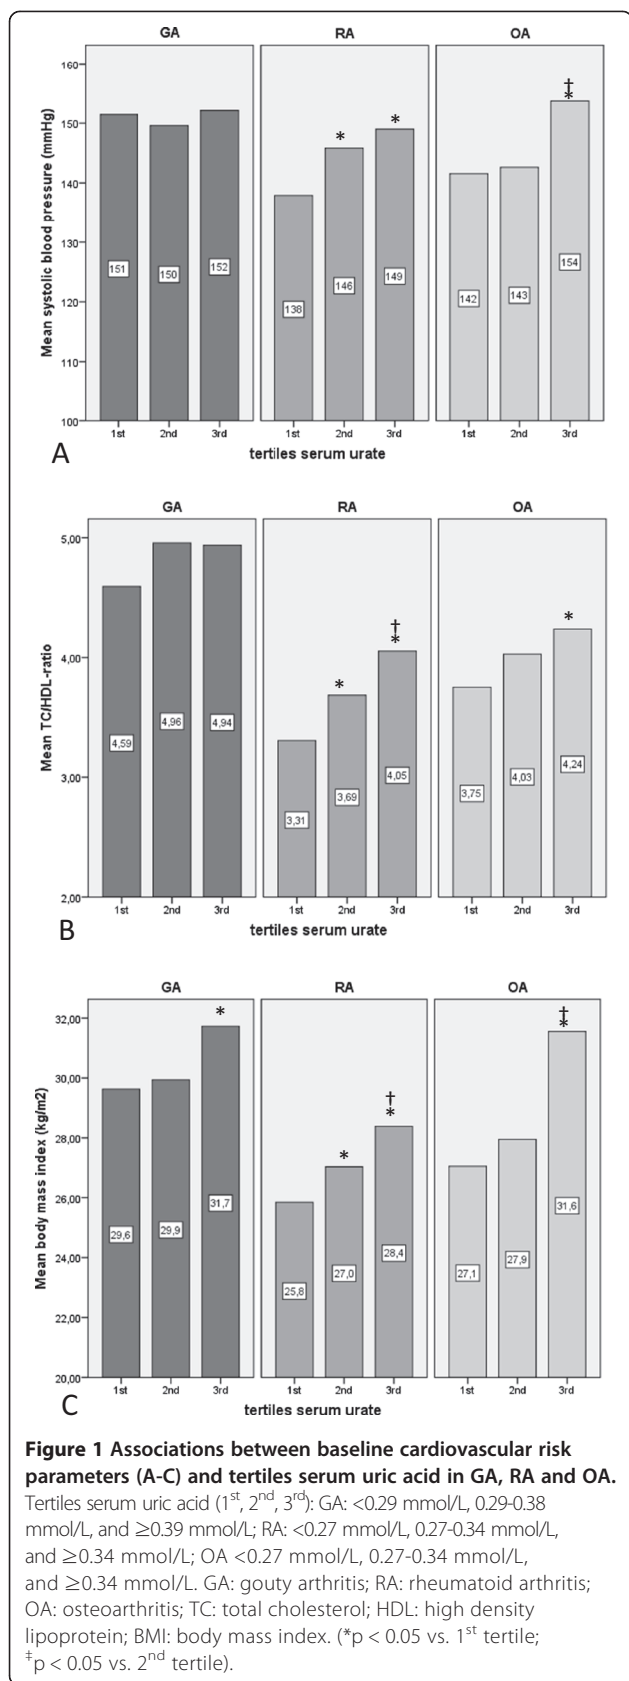 GA RA OA
Mean systolic blood pressure (mmHg)
160
150
140
130
120
110
100
151 150 152 138 * 146 * 149 142 143 † * 154
1st 2nd 3rd 1st 2nd 3rd 1st 2nd 3rd
A
tertiles serum urate
GA RA OA
Mean TC/HDL-ratio
5,00
4,00
3,00
2,00
4,59 4,96 4,94 3,31 * 3,69 † * 4,05 3,75 4,03 * 4,24
1st 2nd 3rd 1st 2nd 3rd 1st 2nd 3rd
B
tertiles serum urate
GA RA OA
Mean body mass index (kg/m2)
32,00
30,00
28,00
26,00
24,00
22,00
20,00
29,6 29,9 * 31,7 25,8 * 27,0 † * 28,4 27,1 27,9 ‡ * 31,6
1st 2nd 3rd 1st 2nd 3rd 1st 2nd 3rd
C
tertiles serum urate
Figure 1 Associations between baseline cardiovascular risk
parameters (A-C) and tertiles serum uric acid in GA, RA and OA.
Tertiles serum uric acid (1st, 2nd, 3rd): GA: <0.29 mmol/L, 0.29-0.38
mmol/L, and ≥0.39 mmol/L; RA: <0.27 mmol/L, 0.27-0.34 mmol/L,
and ≥0.34 mmol/L; OA <0.27 mmol/L, 0.27-0.34 mmol/L,
and ≥0.34 mmol/L. GA: gouty arthritis; RA: rheumatoid arthritis;
OA: osteoarthritis; TC: total cholesterol; HDL: high density
lipoprotein; BMI: body mass index. (*p < 0.05 vs. 1st tertile;
‡p < 0.05 vs. 2nd tertile).